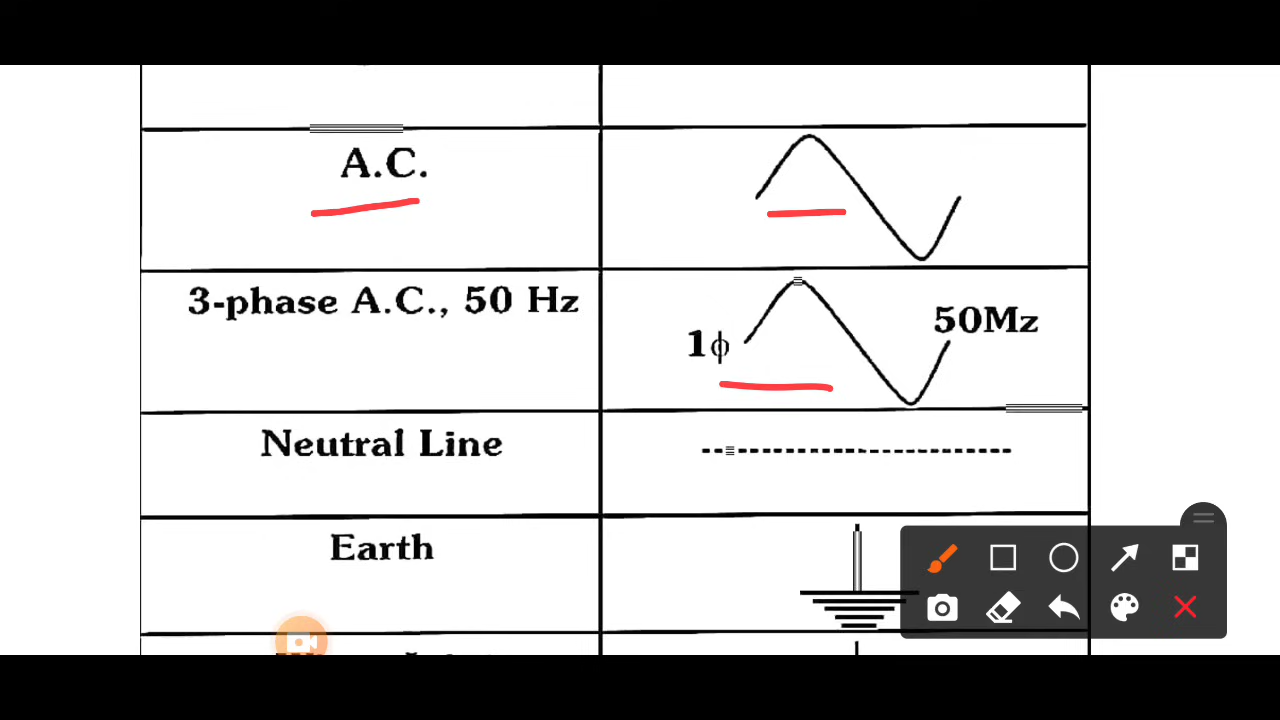 A.C.
3-phase A.C., 50 Hz
1ϕ
50Mz
Neutral Line
Earth